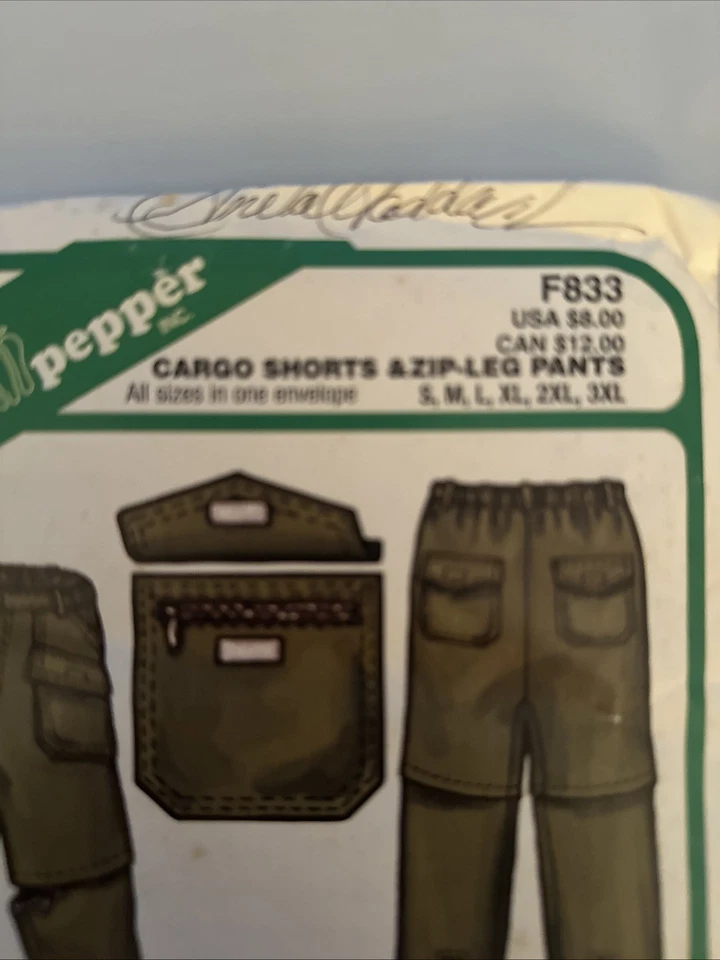 pepper
INC.
F833
USA $8.00
CAN $12.00
CARGO SHORTS & ZIP-LEG PANTS
All sizes in one envelope S, M, L, XL, 2XL, 3XL